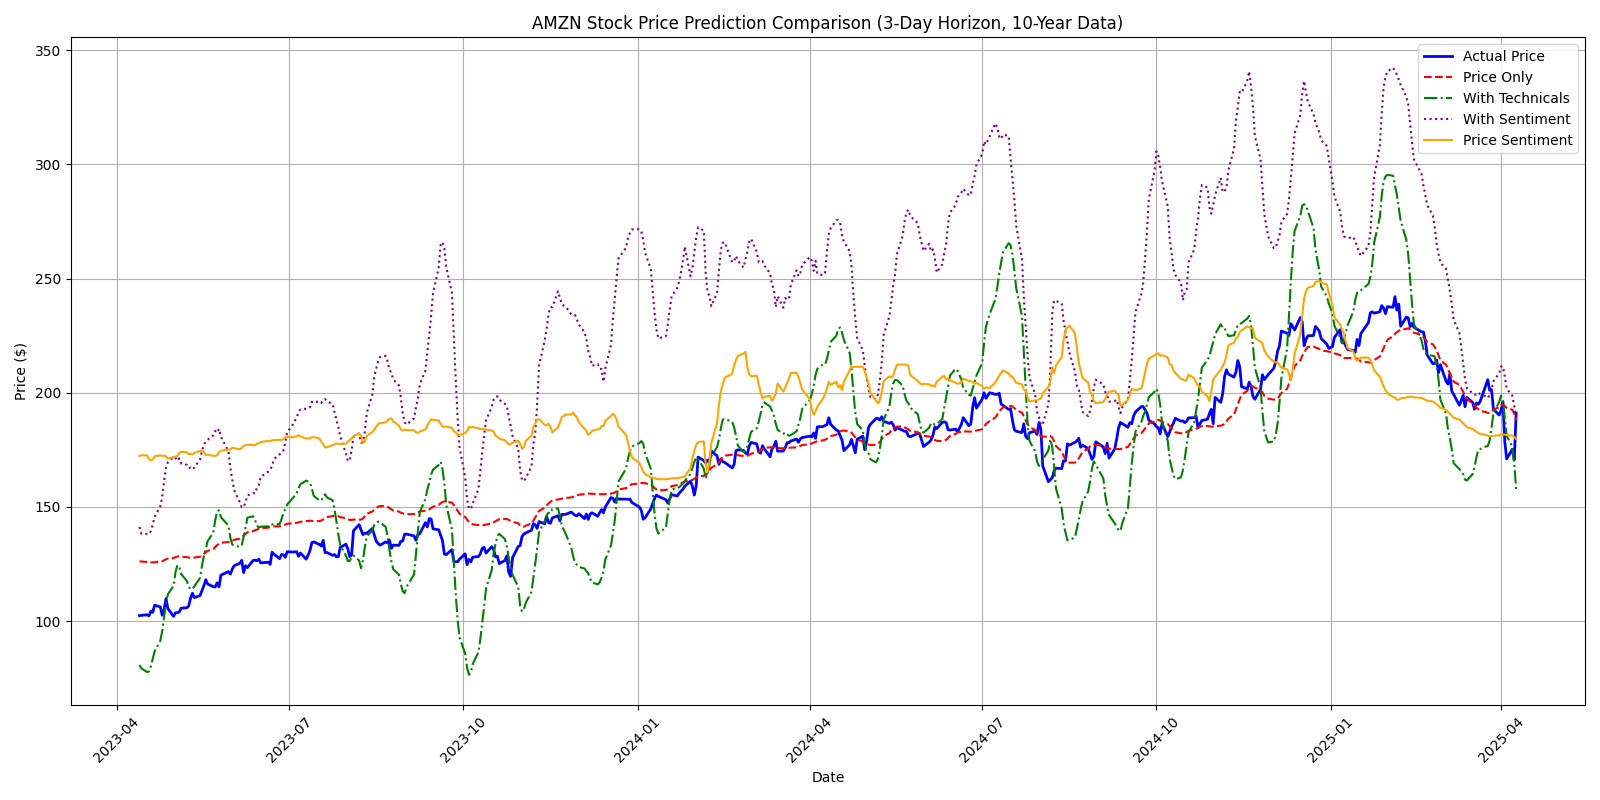 AMZN Stock Price Prediction Comparison (3-Day Horizon, 10-Year Data)
Actual Price
Price Only
With Technicals
With Sentiment
Price Sentiment
Price ($)
350
300
250
200
150
100
2023-04
2023-07
2023-10
2024-01
2024-04
2024-07
2024-10
2025-01
2025-04
Date